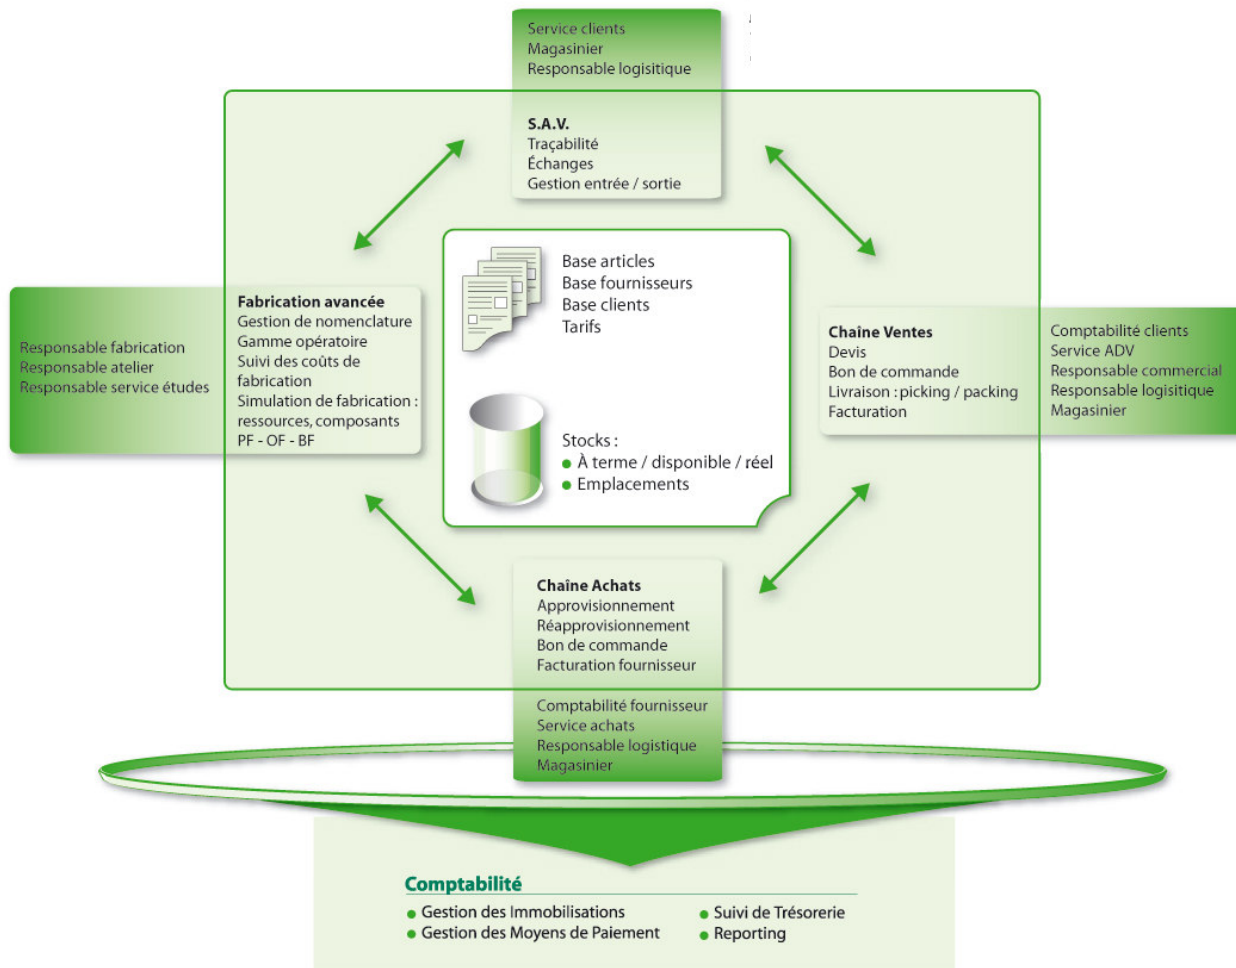 Service clients
Magasinier
Responsable logisitique
S.A.V.
Traçabilité
Échanges
Gestion entrée / sortie
Base articles
Base fournisseurs
Base clients
Tarifs
Stocks :
À terme / disponible / réel
Emplacements
Responsable fabrication
Responsable atelier
Responsable service études
Fabrication avancée
Gestion de nomenclature
Gamme opératoire
Suivi des coûts de
fabrication
Simulation de fabrication :
ressources, composants
PF - OF - BF
Chaîne Ventes
Devis
Bon de commande
Livraison : picking / packing
Facturation
Comptabilité clients
Service ADV
Responsable commercial
Responsable logisitique
Magasinier
Chaîne Achats
Approvisionnement
Réapprovisionnement
Bon de commande
Facturation fournisseur
Comptabilité fournisseur
Service achats
Responsable logistique
Magasinier
Comptabilité
Gestion des Immobilisations
Gestion des Moyens de Paiement
Suivi de Trésorerie
Reporting